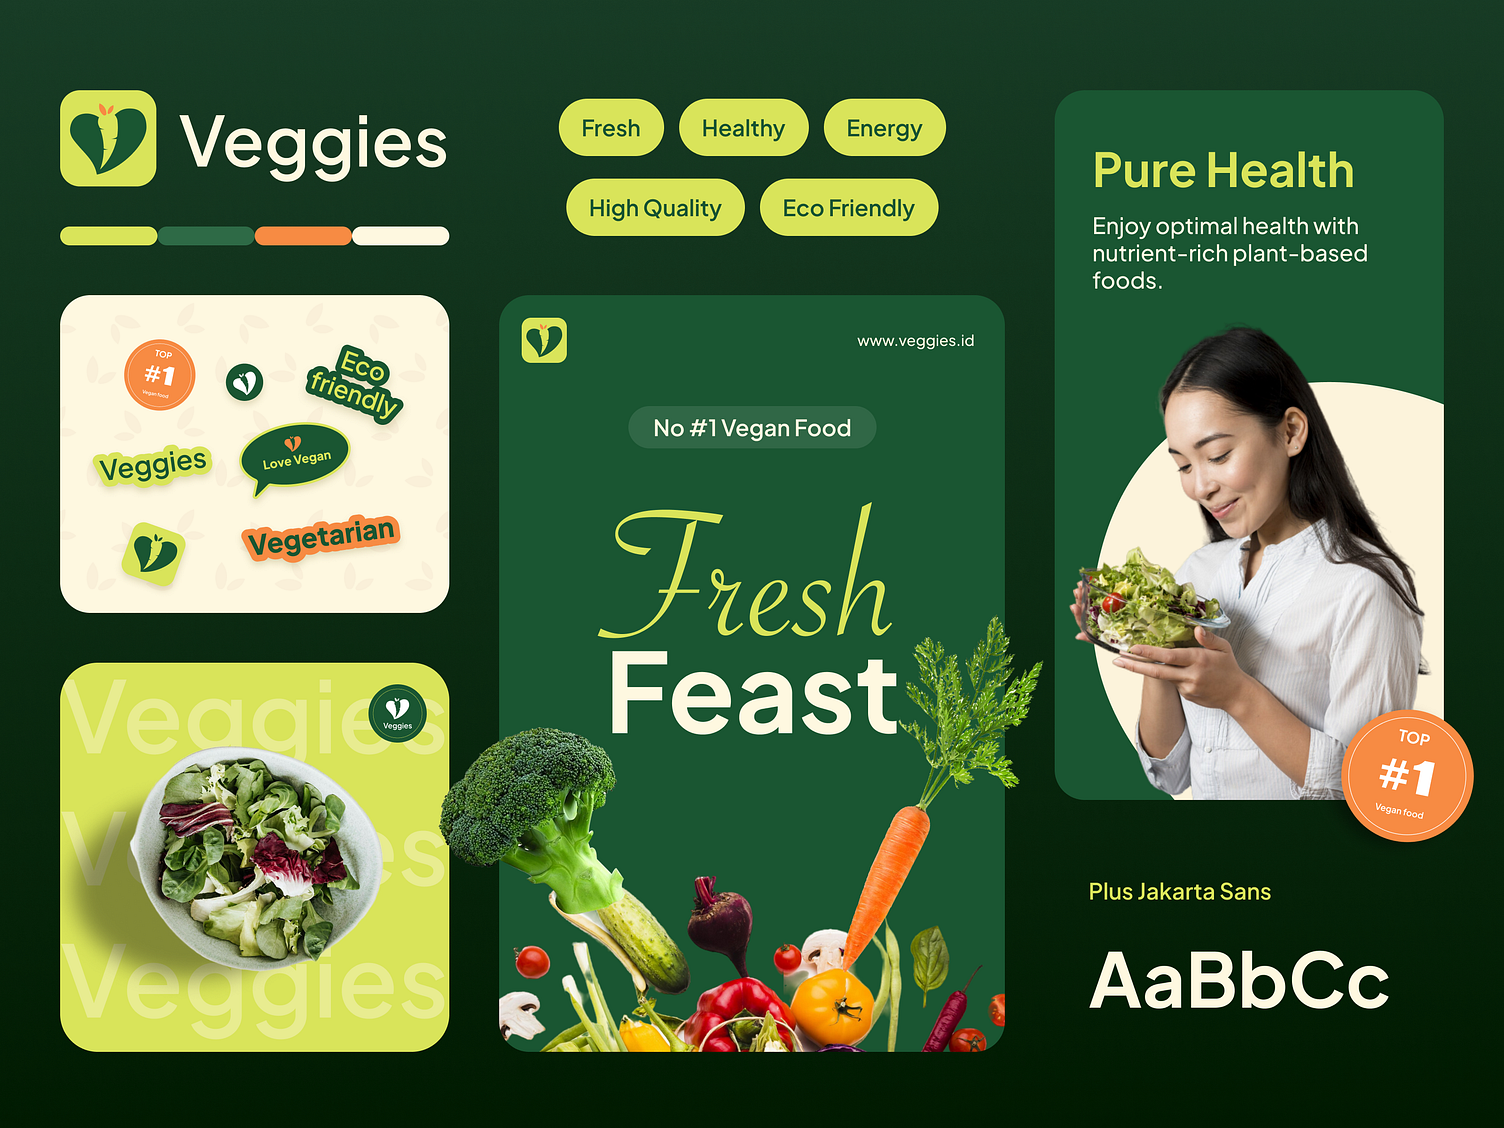 Veggies
Fresh
Healthy
Energy
High Quality
Eco Friendly
TOP
#1
Vegan food
Eco
friendly
Veggies
Love Vegan
Vegetarian
Veggies
Veggies
Veggies
Veggies
www.veggies.id
No #1 Vegan Food
Fresh
Feast
Pure Health
Enjoy optimal health with
nutrient-rich plant-based
foods.
TOP
#1
Vegan food
Plus Jakarta Sans
AaBbCc